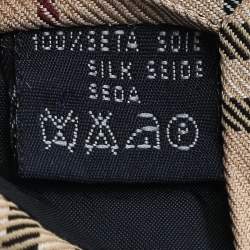 100%SETA SOIE
SILK SEIDE
SEDA
P